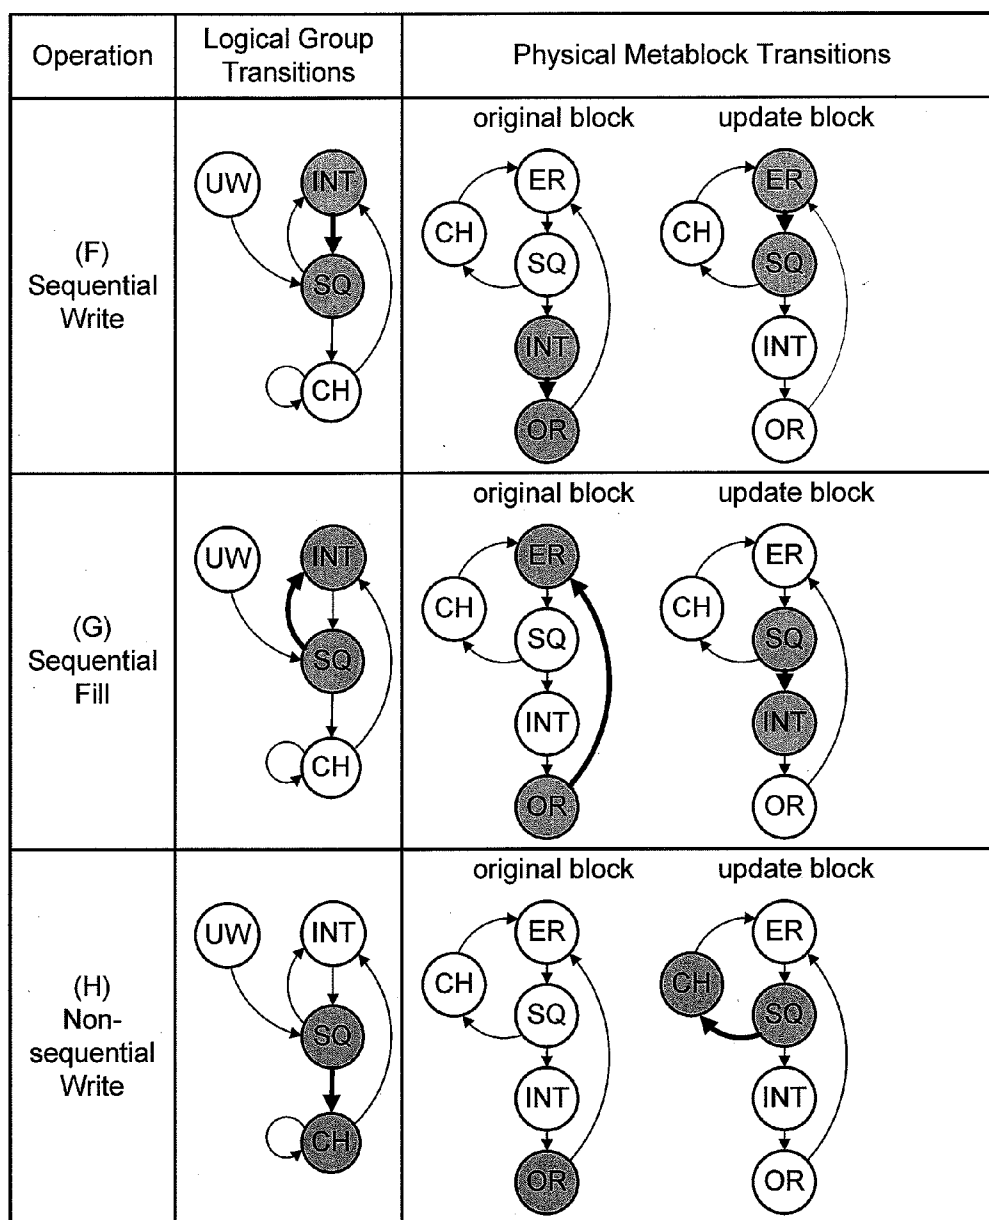 Operation
Logical Group
Transitions
Physical Metablock Transitions
(F)
Sequential
Write
UW
INT
SQ
CH
original block
ER
CH
SQ
INT
OR
update block
ER
CH
SQ
INT
OR
(G)
Sequential
Fill
UW
INT
SQ
CH
original block
ER
CH
SQ
INT
OR
update block
ER
CH
SQ
INT
OR
(H)
Non-
sequential
Write
UW
INT
SQ
CH
original block
ER
CH
SQ
INT
OR
update block
ER
CH
SQ
INT
OR